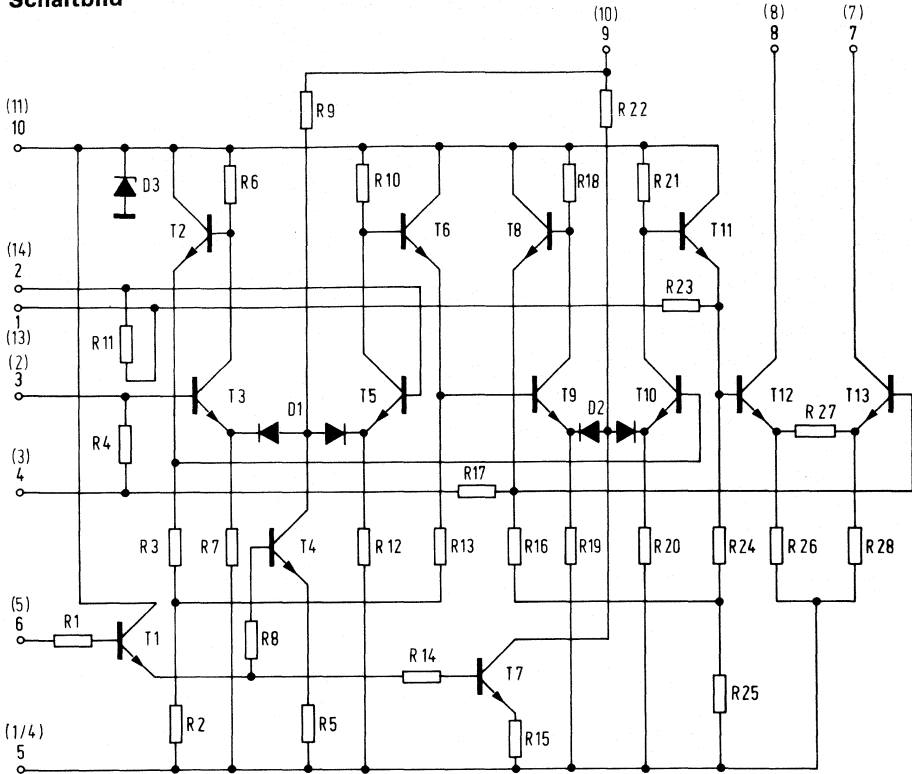 Schaltbild
(10)
9
(8)
8
(7)
7
R9
R22
(11)
10
D3
R6
R10
R18
R21
T2
T6
T8
T11
(14)
2
1
(13)
R23
R11
(2)
3
T3
D1
T5
T9
D2
T10
T12
R27
T13
R4
(3)
4
R17
R3
R7
T4
R12
R13
R16
R19
R20
R24
R26
R28
(5)
6
R1
T1
R8
R14
T7
R2
R5
R15
R25
(1/4)
5